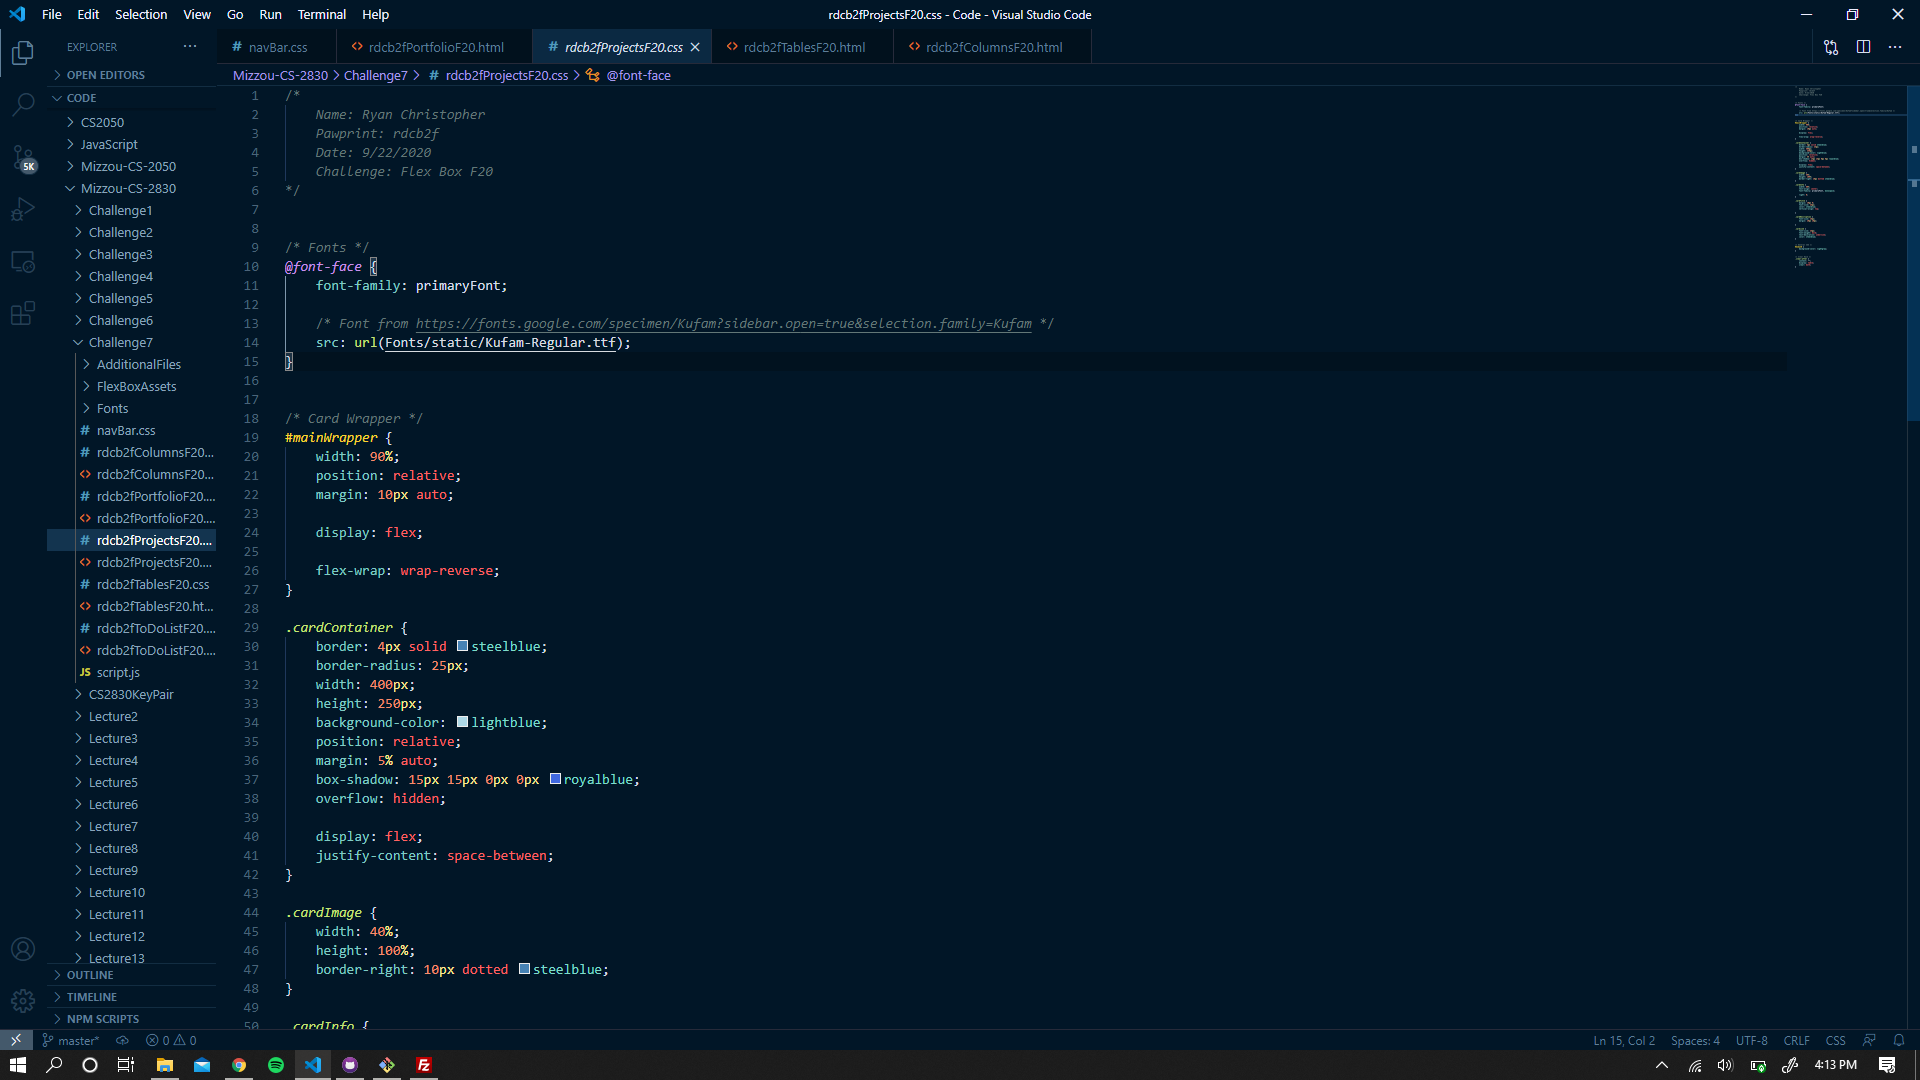 File Edit Selection View Go Run Terminal Help
rdcb2fProjectsF20.css - Code - Visual Studio Code
EXPLORER
# navBar.css
<> rdcb2fPortfolioF20.html
# rdcb2fProjectsF20.css
<> rdcb2fTablesF20.html
<> rdcb2fColumnsF20.html
OPEN EDITORS
CODE
CS2050
JavaScript
Mizzou-CS-2050
5K
Mizzou-CS-2830
Challenge1
Challenge2
Challenge3
Challenge4
Challenge5
Challenge6
Challenge7
AdditionalFiles
FlexBoxAssets
Fonts
# navBar.css
# rdcb2fColumnsF20...
<> rdcb2fColumnsF20...
# rdcb2fPortfolioF20....
<> rdcb2fPortfolioF20....
# rdcb2fProjectsF20....
<> rdcb2fProjectsF20....
# rdcb2fTablesF20.css
<> rdcb2fTablesF20.ht...
# rdcb2fToDoListF20....
<> rdcb2fToDoListF20....
JS script.js
CS2830KeyPair
Lecture2
Lecture3
Lecture4
Lecture5
Lecture6
Lecture7
Lecture8
Lecture9
Lecture10
Lecture11
Lecture12
Lecture13
OUTLINE
TIMELINE
NPM SCRIPTS
Mizzou-CS-2830 > Challenge7 > # rdcb2fProjectsF20.css > @font-face
1 /*
2 Name: Ryan Christopher
3 Pawprint: rdcb2f
4 Date: 9/22/2020
5 Challenge: Flex Box F20
6 */
7
8
9 /* Fonts */
10 @font-face {
11 font-family: primaryFont;
12
13 /* Font from https://fonts.google.com/specimen/Kufam?sidebar.open=true&selection.family=Kufam */
14 src: url(Fonts/static/Kufam-Regular.ttf);
15 }
16
17
18 /* Card Wrapper */
19 #mainWrapper {
20 width: 90%;
21 position: relative;
22 margin: 10px auto;
23
24 display: flex;
25
26 flex-wrap: wrap-reverse;
27 }
28
29 .cardContainer {
30 border: 4px solid steelblue;
31 border-radius: 25px;
32 width: 400px;
33 height: 250px;
34 background-color: lightblue;
35 position: relative;
36 margin: 5% auto;
37 box-shadow: 15px 15px 0px 0px royalblue;
38 overflow: hidden;
39
40 display: flex;
41 justify-content: space-between;
42 }
43
44 .cardImage {
45 width: 40%;
46 height: 100%;
47 border-right: 10px dotted steelblue;
48 }
49
50 .cardInfo {
master* 0 0
Ln 15, Col 2 Spaces: 4 UTF-8 CRLF CSS
4:13 PM